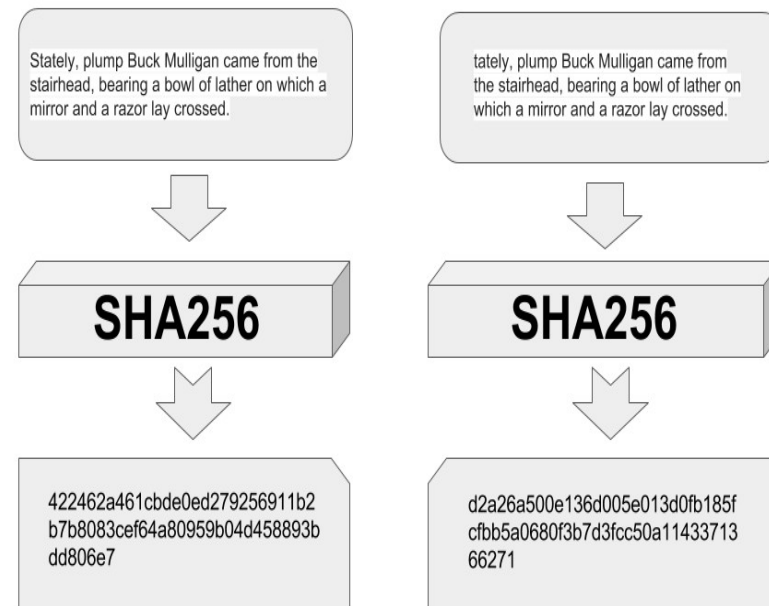 Stately, plump Buck Mulligan came from the
stairhead, bearing a bowl of lather on which a
mirror and a razor lay crossed.
SHA256
422462a461cbde0ed279256911b2
b7b8083cef64a80959b04d458893b
dd806e7
tately, plump Buck Mulligan came from
the stairhead, bearing a bowl of lather on
which a mirror and a razor lay crossed.
SHA256
d2a26a500e136d005e013d0fb185f
cfbb5a0680f3b7d3fcc50a11433713
66271